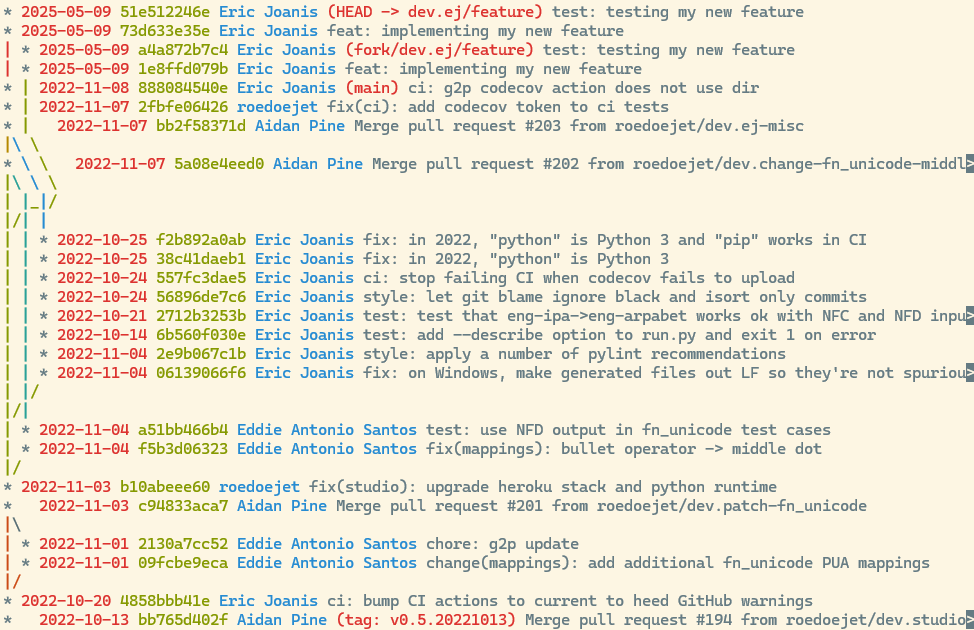 * 2025-05-09 51e512246e Eric Joanis (HEAD -> dev.ej/feature) test: testing my new feature
* 2025-05-09 73d633e35e Eric Joanis feat: implementing my new feature
| * 2025-05-09 a4a872b7c4 Eric Joanis (fork/dev.ej/feature) test: testing my new feature
| * 2025-05-09 1e8ffd079b Eric Joanis feat: implementing my new feature
* | 2022-11-08 888084540e Eric Joanis (main) ci: g2p codecov action does not use dir
* | 2022-11-07 2fbfe06426 roedoejet fix(ci): add codecov token to ci tests
* |   2022-11-07 bb2f58371d Aidan Pine Merge pull request #203 from roedoejet/dev.ej-misc
|\ \
* \ \   2022-11-07 5a08e4eed0 Aidan Pine Merge pull request #202 from roedoejet/dev.change-fn_unicode-middl>
|\ \ \
| |_|/
|/| |
| | * 2022-10-25 f2b892a0ab Eric Joanis fix: in 2022, "python" is Python 3 and "pip" works in CI
| | * 2022-10-25 38c41daeb1 Eric Joanis fix: in 2022, "python" is Python 3
| | * 2022-10-24 557fc3dae5 Eric Joanis ci: stop failing CI when codecov fails to upload
| | * 2022-10-24 56896de7c6 Eric Joanis style: let git blame ignore black and isort only commits
| | * 2022-10-21 2712b3253b Eric Joanis test: test that eng-ipa->eng-arpabet works ok with NFC and NFD inpu>
| | * 2022-10-14 6b560f030e Eric Joanis test: add --describe option to run.py and exit 1 on error
| | * 2022-11-04 2e9b067c1b Eric Joanis style: apply a number of pylint recommendations
| | * 2022-11-04 06139066f6 Eric Joanis fix: on Windows, make generated files out LF so they're not spuriou>
| |/
|/|
| * 2022-11-04 a51bb466b4 Eddie Antonio Santos test: use NFD output in fn_unicode test cases
| * 2022-11-04 f5b3d06323 Eddie Antonio Santos fix(mappings): bullet operator -> middle dot
|/
* 2022-11-03 b10abeee60 roedoejet fix(studio): upgrade heroku stack and python runtime
*   2022-11-03 c94833aca7 Aidan Pine Merge pull request #201 from roedoejet/dev.patch-fn_unicode
|\
| * 2022-11-01 2130a7cc52 Eddie Antonio Santos chore: g2p update
| * 2022-11-01 09fcbe9eca Eddie Antonio Santos change(mappings): add additional fn_unicode PUA mappings
|/
* 2022-10-20 4858bbb41e Eric Joanis ci: bump CI actions to current to heed GitHub warnings
*   2022-10-13 bb765d402f Aidan Pine (tag: v0.5.20221013) Merge pull request #194 from roedoejet/dev.studio>